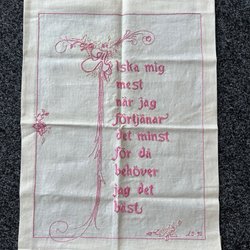 Älska mig
mest
när jag
förtjänar
det minst
för då
behöver
jag det
bäst